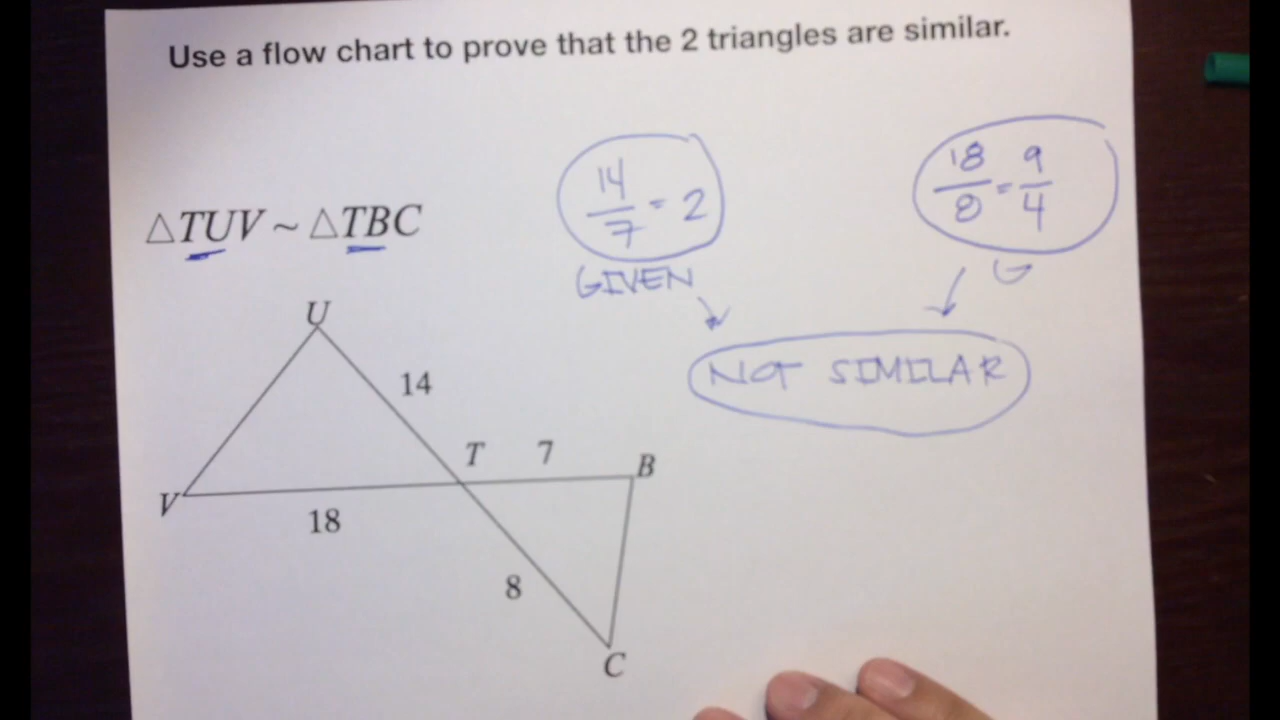 Use a flow chart to prove that the 2 triangles are similar.
14/7 = 2
18/8 = 9/4
△TUV ~ △TBC
GIVEN
G
NOT SIMILAR
U
14
T 7 B
V
18
8
C